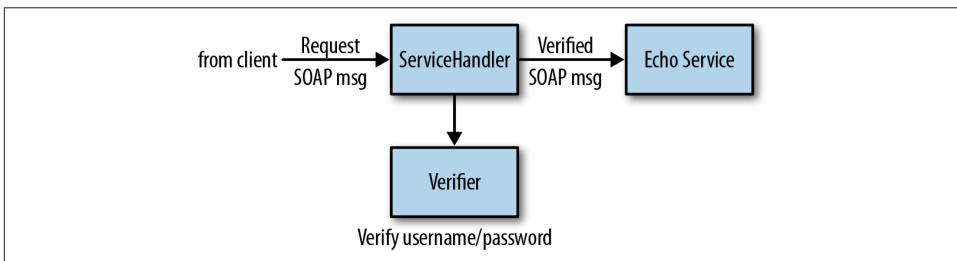 from client
Request
SOAP msg
ServiceHandler
Verified
SOAP msg
Echo Service
Verifier
Verify username/password